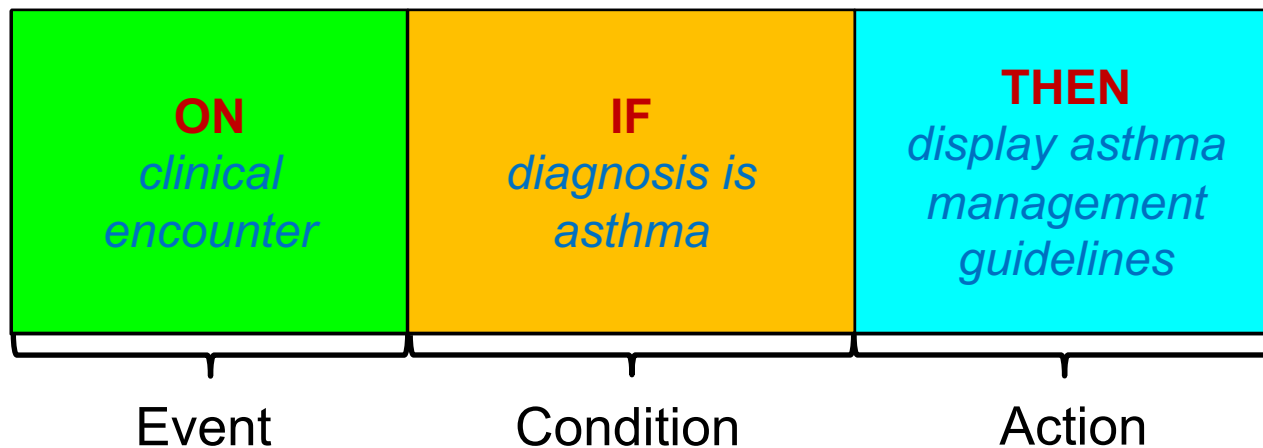 ON
clinical
encounter
IF
diagnosis is
asthma
THEN
display asthma
management
guidelines
Event
Condition
Action